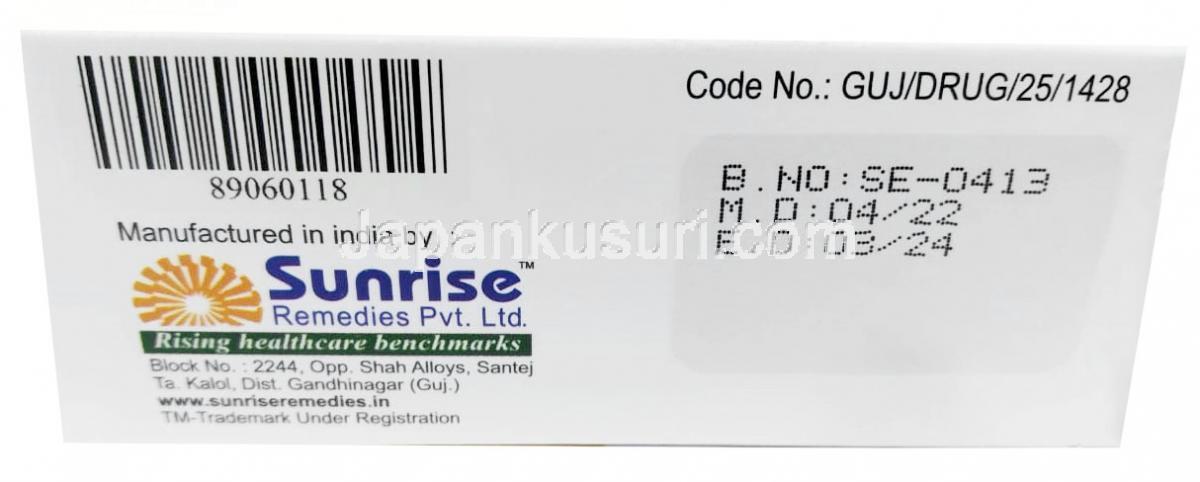 Code No.: GUJ/DRUG/25/1428
89060118
B.NO:SE-0413
M.D:04/22
E.D:03/24
Manufactured in india by :
Japankusuri.com
Sunrise™
Remedies Pvt. Ltd.
Rising healthcare benchmarks
Block No. : 2244, Opp. Shah Alloys, Santej
Ta. Kalol, Dist. Gandhinagar (Guj.)
www.sunriseremedies.in
TM-Trademark Under Registration